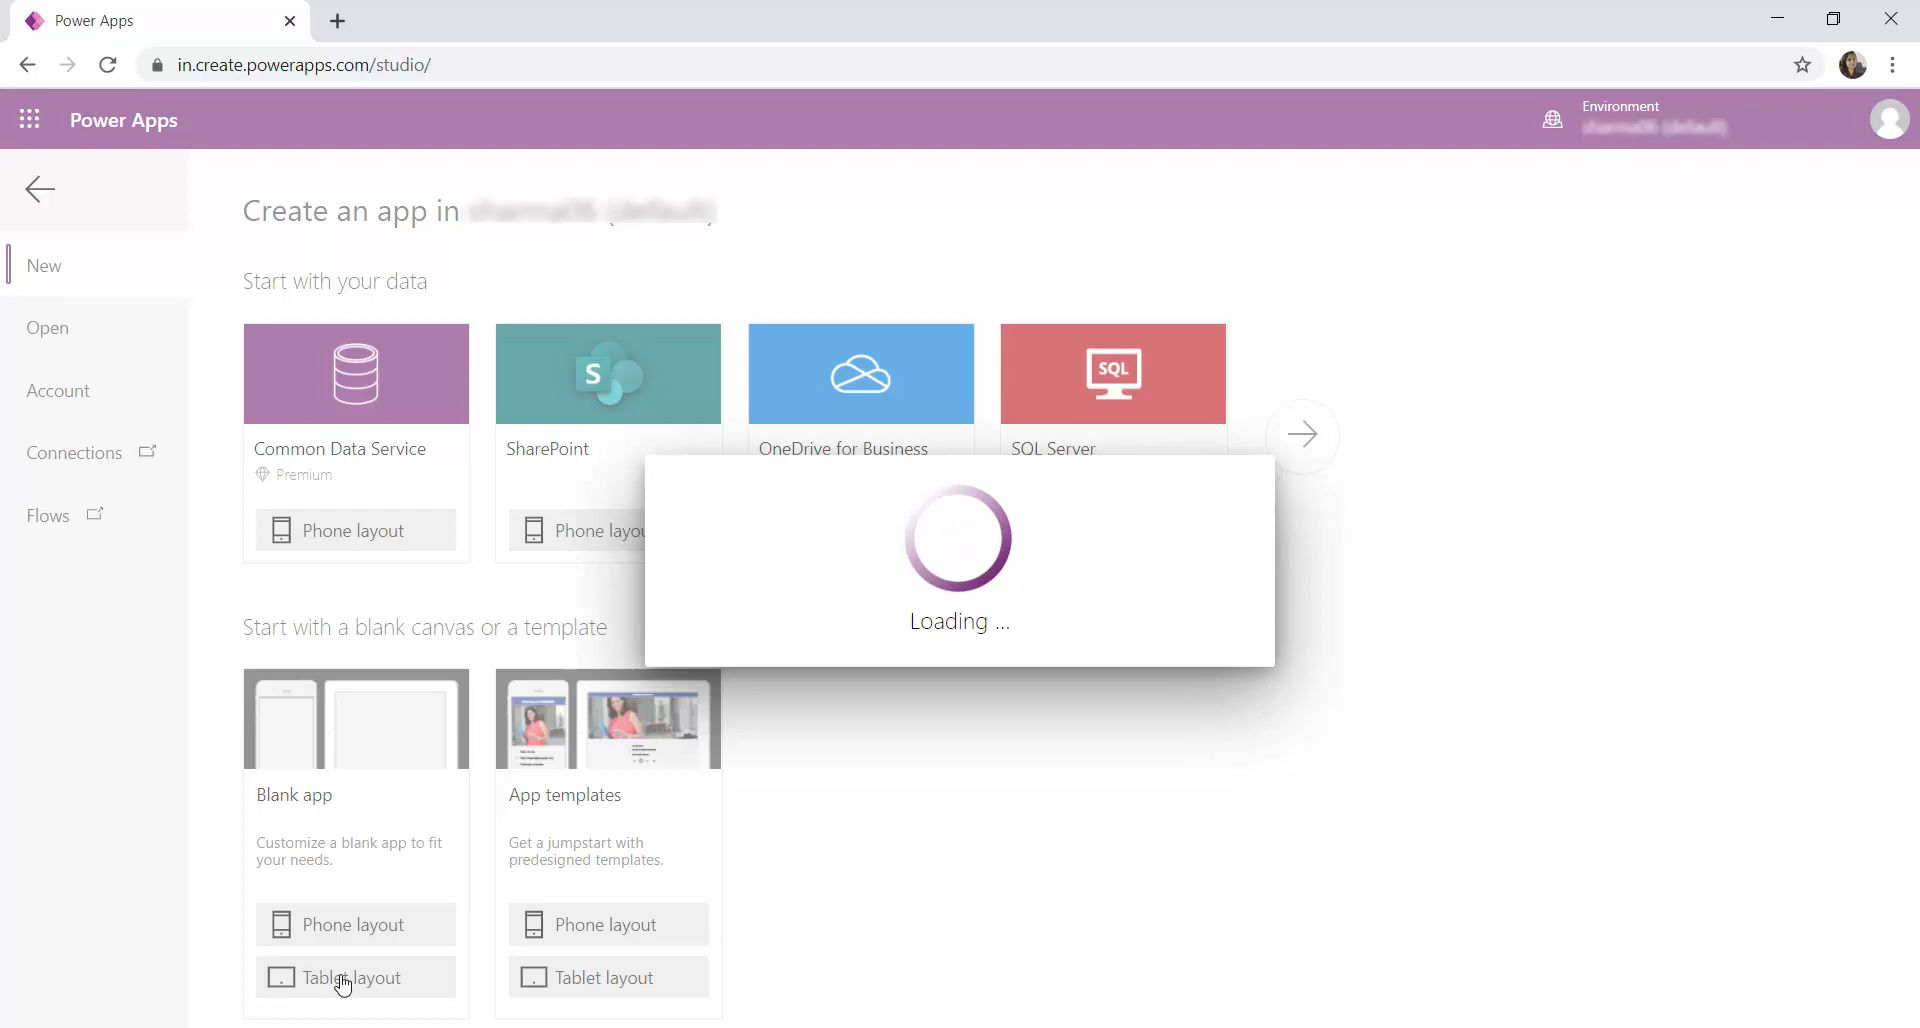 Power Apps
in.create.powerapps.com/studio/
Power Apps
Environment
Create an app in
New
Open
Account
Connections
Flows
Start with your data
S
SQL
Common Data Service
Premium
Phone layout
SharePoint
Phone layou
OneDrive for Business
SQL Server
Loading ...
Start with a blank canvas or a template
Blank app
Customize a blank app to fit
your needs.
Phone layout
Tablet layout
App templates
Get a jumpstart with
predesigned templates.
Phone layout
Tablet layout